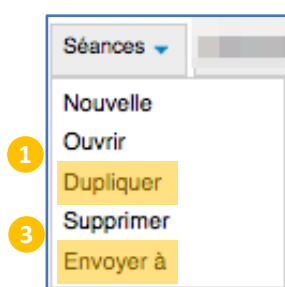 Séances
Nouvelle
Ouvrir
1
Dupliquer
Supprimer
3
Envoyer à